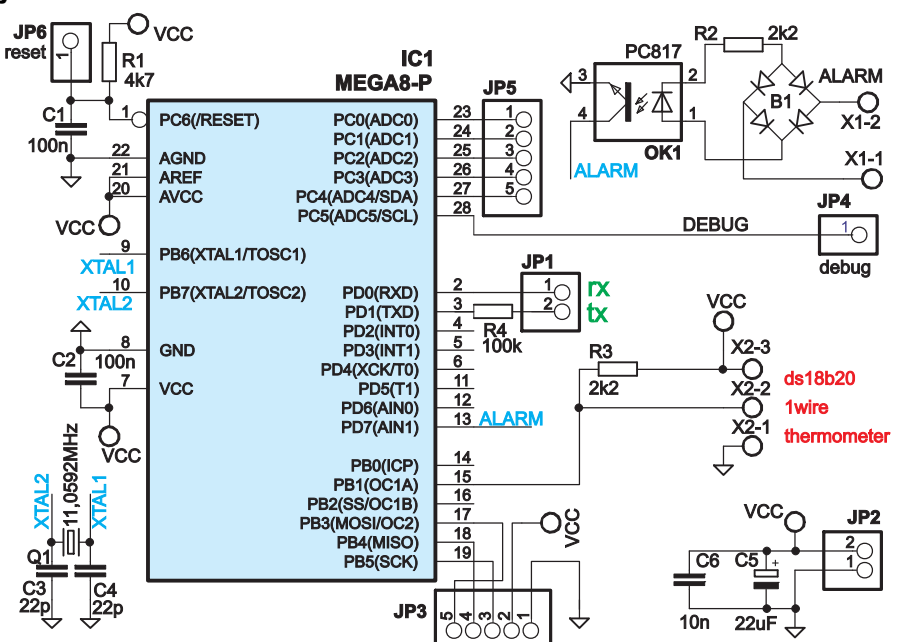 JP6
reset
1
VCC
R1
4k7
C1
100n
IC1
MEGA8-P
1 PC6(/RESET)
22 AGND
21 AREF
20 AVCC
VCC
9 PB6(XTAL1/TOSC1)
XTAL1
10 PB7(XTAL2/TOSC2)
XTAL2
8 GND
C2 100n
7 VCC
VCC
PC0(ADC0) 23
PC1(ADC1) 24
PC2(ADC2) 25
PC3(ADC3) 26
PC4(ADC4/SDA) 27
PC5(ADC5/SCL) 28
PD0(RXD) 2
PD1(TXD) 3
PD2(INT0) 4
PD3(INT1) 5
PD4(XCK/T0) 6
PD5(T1) 11
PD6(AIN0) 12
PD7(AIN1) 13 ALARM
PB0(ICP) 14
PB1(OC1A) 15
PB2(SS/OC1B) 16
PB3(MOSI/OC2) 17
PB4(MISO) 18
PB5(SCK) 19
JP5
1
2
3
4
5
PC817
3
4
2
1
OK1
ALARM
R2 2k2
B1
ALARM
X1-2
X1-1
DEBUG
JP4
1
debug
JP1
1 rx
2 tx
R4
100k
R3
2k2
VCC
X2-3
X2-2
X2-1
ds18b20
1wire
thermometer
XTAL2
11,0592MHz
XTAL1
Q1
C3
22p
C4
22p
JP3
5 4 3 2 1
VCC
VCC
JP2
2
1
C6
10n
C5
+
22uF